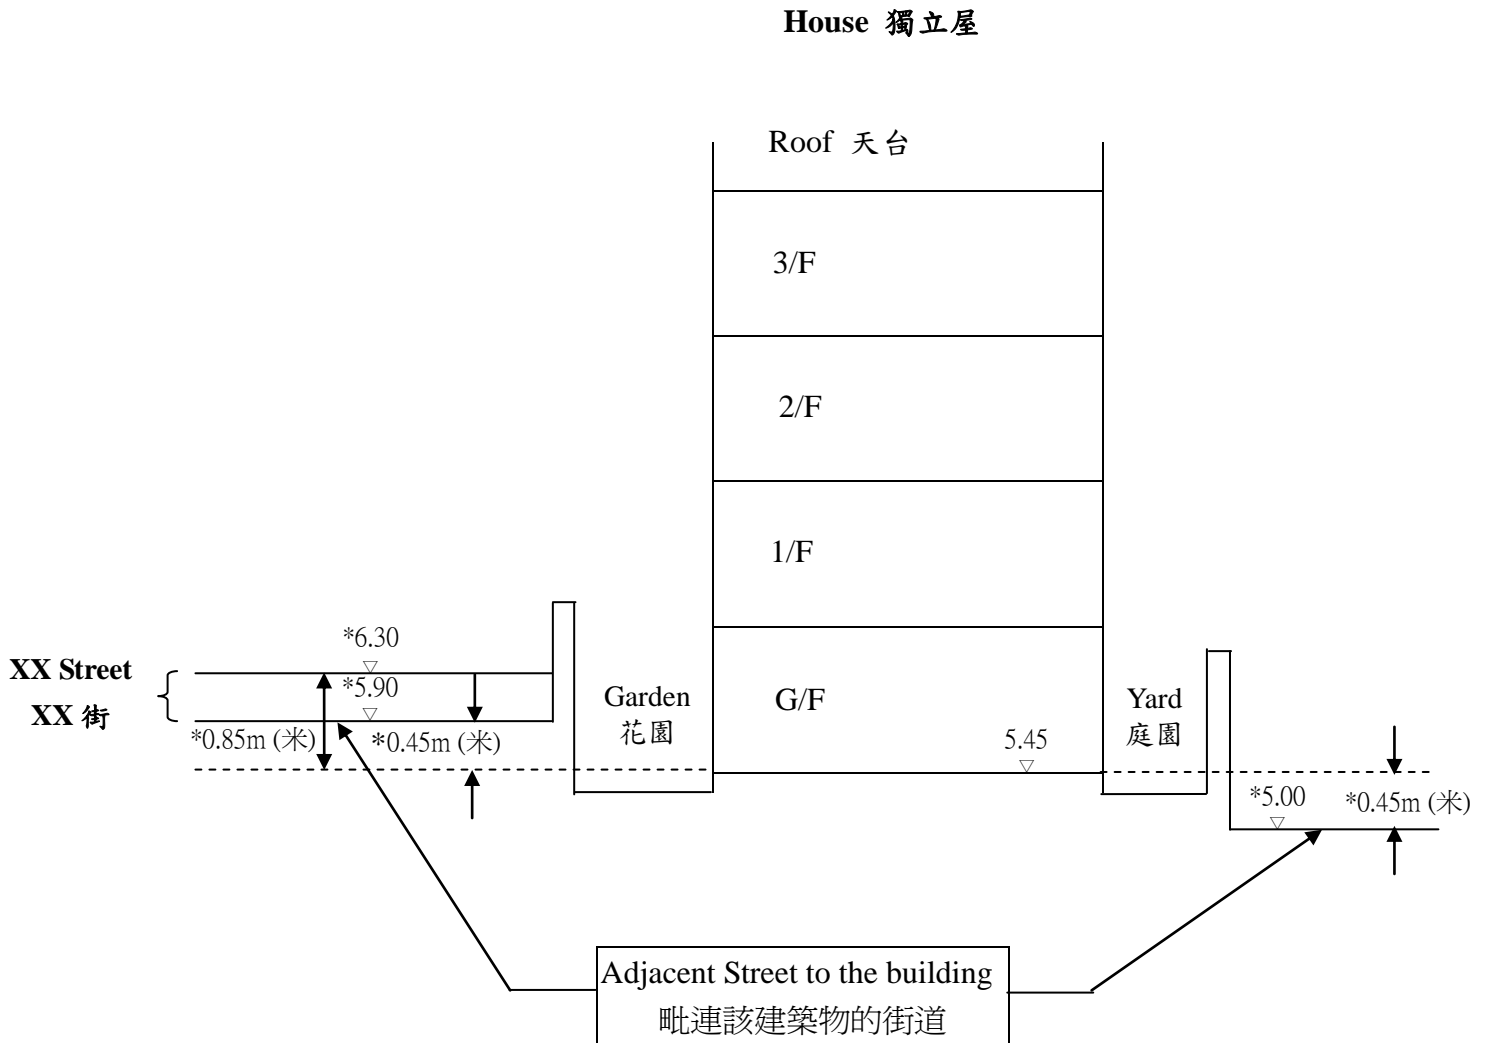 House 獨立屋
Roof 天台
3/F
2/F
1/F
*6.30
XX Street
XX 街
*5.90
Garden
花園
G/F
Yard
庭園
*0.85m (米)
*0.45m (米)
5.45
*5.00
*0.45m (米)
Adjacent Street to the building
毗連該建築物的街道